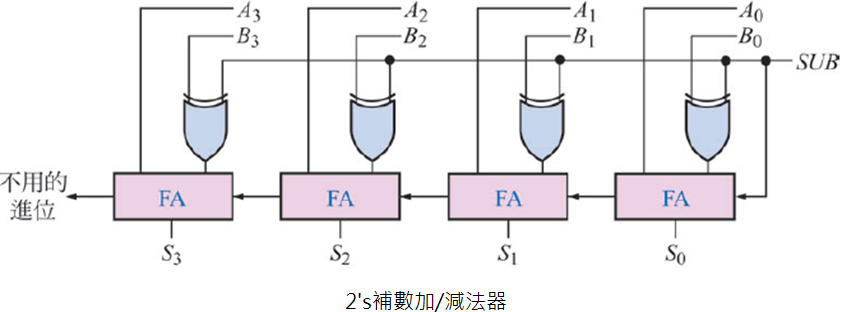 A3 A2 A1 A0
B3 B2 B1 B0
SUB
不用的
進位
FA FA FA FA
S3 S2 S1 S0
2's補數加/減法器